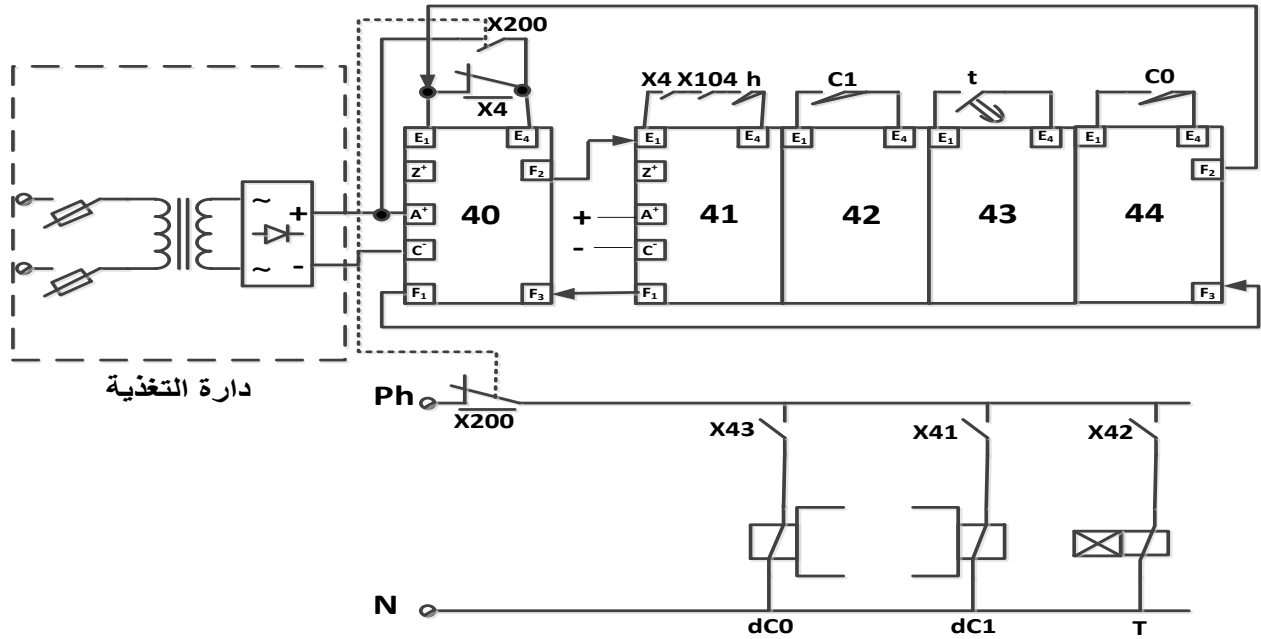 X200
X4
X4 X104 h
C1
t
C0
E₁ E₄
E₁ E₄ E₁ E₄ E₁ E₄ E₁ E₄
Z⁺ F₂
Z⁺
F₂
~ +
~ -
A⁺ 40
+ A⁺ 41 42 43 44
C⁻
- C⁻
F₁ F₃
F₁
F₃
دارة التغذية
Ph
X200
X43 X41 X42
N
dC0 dC1 T